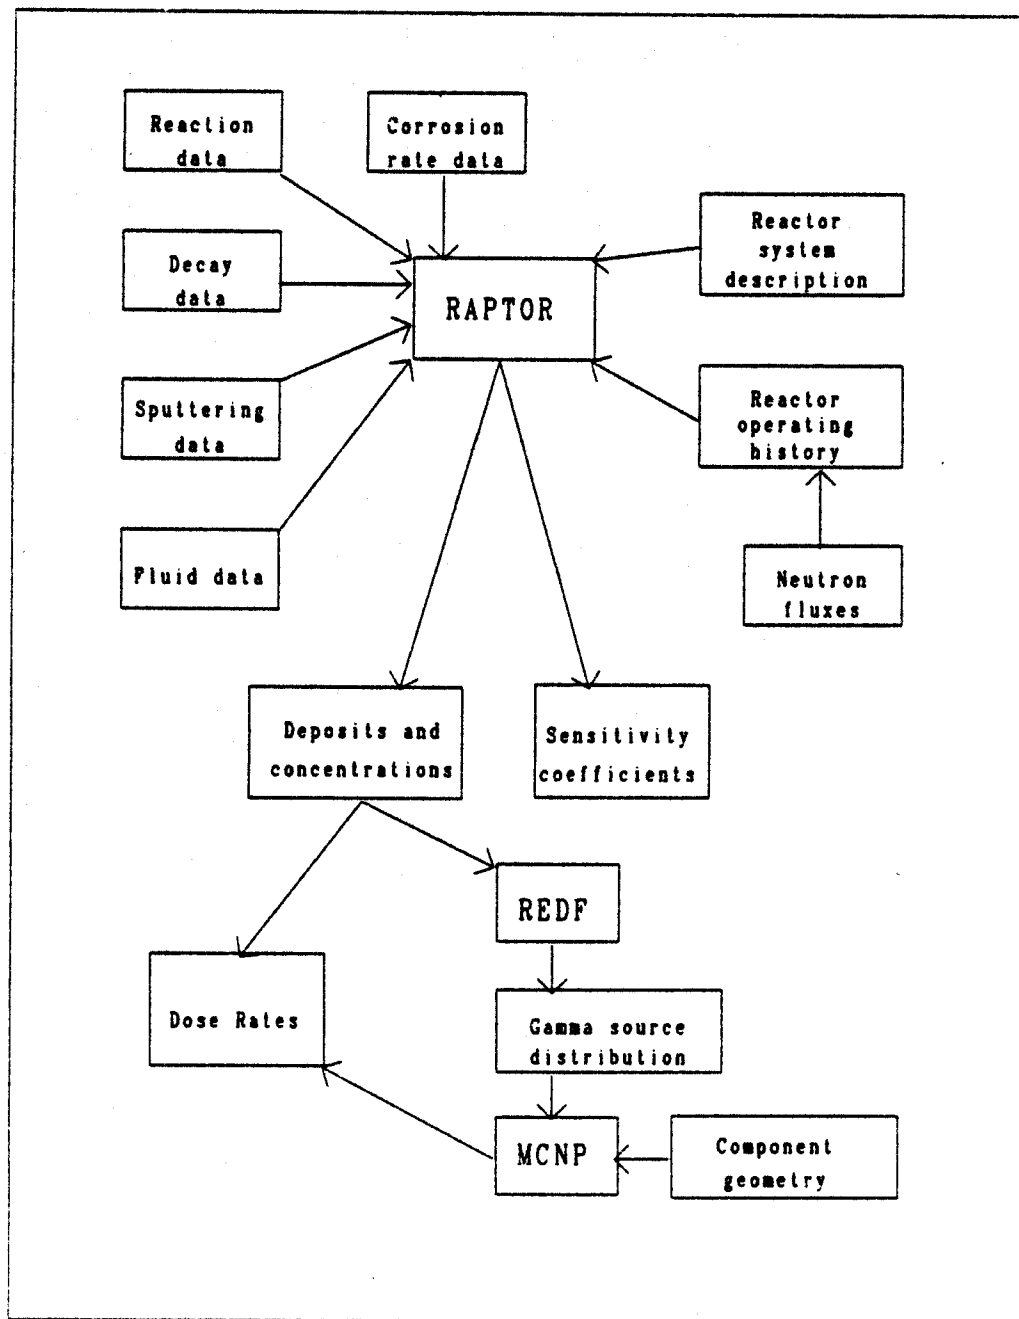 Reaction
data
Corrosion
rate data
Reactor
system
description
Decay
data
RAPTOR
Sputtering
data
Reactor
operating
history
Fluid data
Neutron
fluxes
Deposits and
concentrations
Sensitivity
coefficients
REDF
Dose Rates
Gamma source
distribution
MCNP
Component
geometry